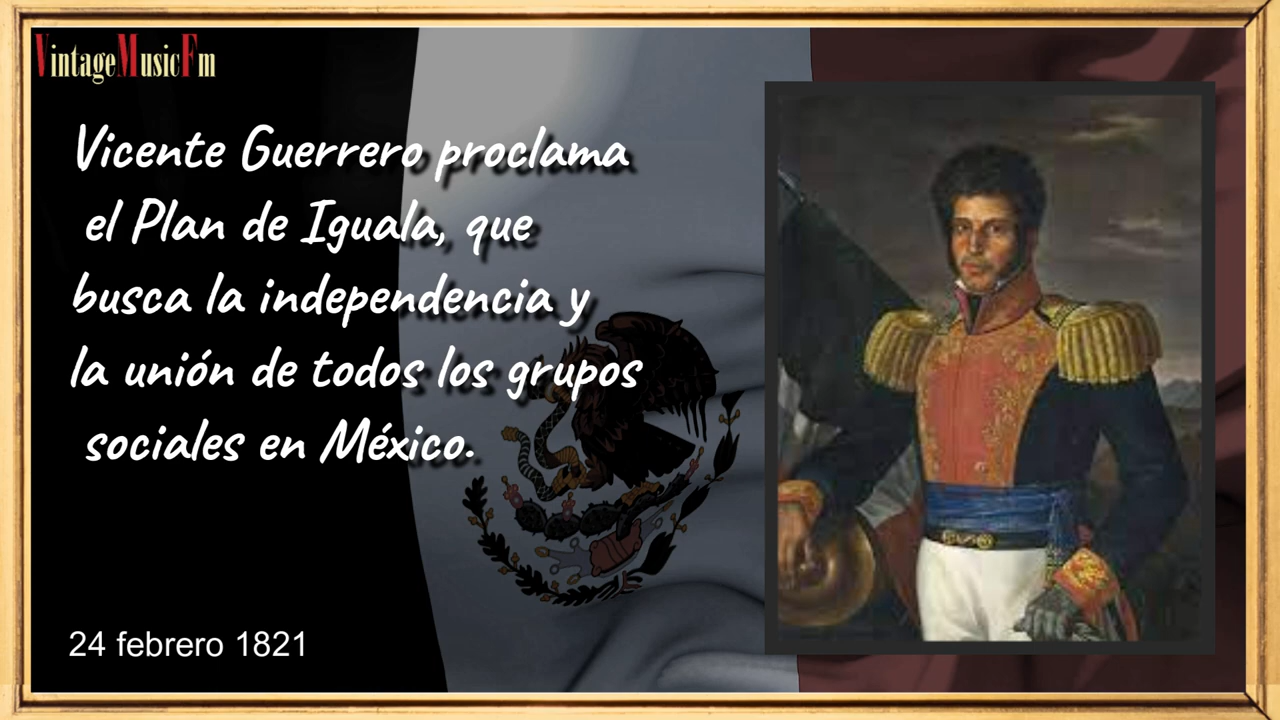 VintageMusicFm
Vicente Guerrero proclama
el Plan de Iguala, que
busca la independencia y
la unión de todos los grupos
sociales en México.
24 febrero 1821